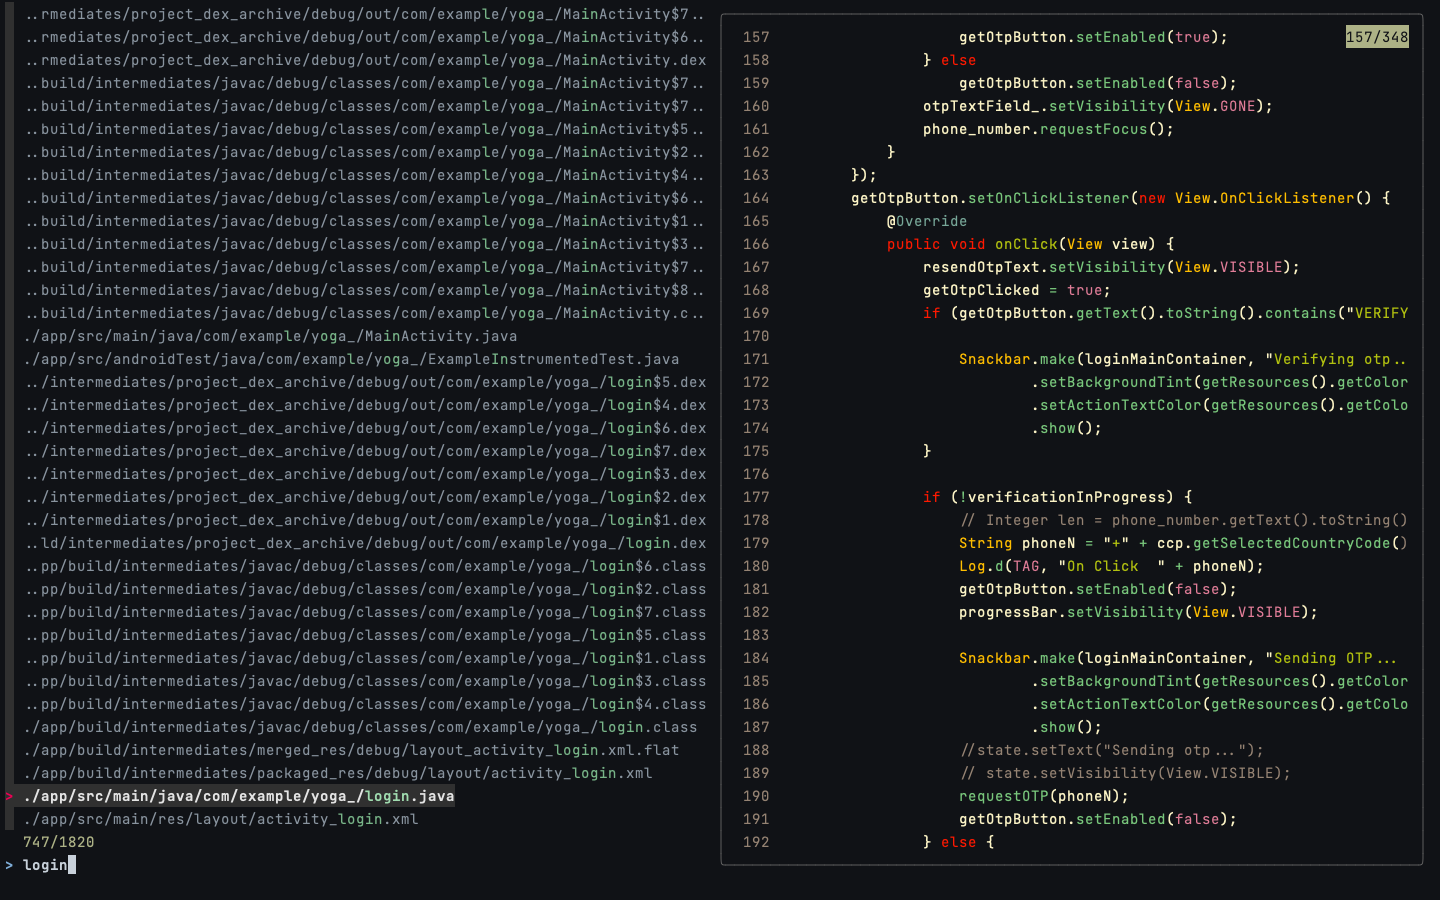 ..rmediates/project_dex_archive/debug/out/com/example/yoga_/MainActivity$7..
..rmediates/project_dex_archive/debug/out/com/example/yoga_/MainActivity$6..
..rmediates/project_dex_archive/debug/out/com/example/yoga_/MainActivity.dex
..build/intermediates/javac/debug/classes/com/example/yoga_/MainActivity$7..
..build/intermediates/javac/debug/classes/com/example/yoga_/MainActivity$7..
..build/intermediates/javac/debug/classes/com/example/yoga_/MainActivity$5..
..build/intermediates/javac/debug/classes/com/example/yoga_/MainActivity$2..
..build/intermediates/javac/debug/classes/com/example/yoga_/MainActivity$4..
..build/intermediates/javac/debug/classes/com/example/yoga_/MainActivity$6..
..build/intermediates/javac/debug/classes/com/example/yoga_/MainActivity$1..
..build/intermediates/javac/debug/classes/com/example/yoga_/MainActivity$3..
..build/intermediates/javac/debug/classes/com/example/yoga_/MainActivity$7..
..build/intermediates/javac/debug/classes/com/example/yoga_/MainActivity$8..
..build/intermediates/javac/debug/classes/com/example/yoga_/MainActivity.c..
./app/src/main/java/com/example/yoga_/MainActivity.java
./app/src/androidTest/java/com/example/yoga_/ExampleInstrumentedTest.java
../intermediates/project_dex_archive/debug/out/com/example/yoga_/login$5.dex
../intermediates/project_dex_archive/debug/out/com/example/yoga_/login$4.dex
../intermediates/project_dex_archive/debug/out/com/example/yoga_/login$6.dex
../intermediates/project_dex_archive/debug/out/com/example/yoga_/login$7.dex
../intermediates/project_dex_archive/debug/out/com/example/yoga_/login$3.dex
../intermediates/project_dex_archive/debug/out/com/example/yoga_/login$2.dex
../intermediates/project_dex_archive/debug/out/com/example/yoga_/login$1.dex
..ld/intermediates/project_dex_archive/debug/out/com/example/yoga_/login.dex
..pp/build/intermediates/javac/debug/classes/com/example/yoga_/login$6.class
..pp/build/intermediates/javac/debug/classes/com/example/yoga_/login$2.class
..pp/build/intermediates/javac/debug/classes/com/example/yoga_/login$7.class
..pp/build/intermediates/javac/debug/classes/com/example/yoga_/login$5.class
..pp/build/intermediates/javac/debug/classes/com/example/yoga_/login$1.class
..pp/build/intermediates/javac/debug/classes/com/example/yoga_/login$3.class
..pp/build/intermediates/javac/debug/classes/com/example/yoga_/login$4.class
./app/build/intermediates/javac/debug/classes/com/example/yoga_/login.class
./app/build/intermediates/merged_res/debug/layout_activity_login.xml.flat
./app/build/intermediates/packaged_res/debug/layout/activity_login.xml
> ./app/src/main/java/com/example/yoga_/login.java
./app/src/main/res/layout/activity_login.xml
747/1820
> login
157 getOtpButton.setEnabled(true); 157/348
158 } else
159 getOtpButton.setEnabled(false);
160 otpTextField_.setVisibility(View.GONE);
161 phone_number.requestFocus();
162 }
163 });
164 getOtpButton.setOnClickListener(new View.OnClickListener() {
165 @Override
166 public void onClick(View view) {
167 resendOtpText.setVisibility(View.VISIBLE);
168 getOtpClicked = true;
169 if (getOtpButton.getText().toString().contains("VERIFY
170
171 Snackbar.make(loginMainContainer, "Verifying otp..
172 .setBackgroundTint(getResources().getColor
173 .setActionTextColor(getResources().getColo
174 .show();
175 }
176
177 if (!verificationInProgress) {
178 // Integer len = phone_number.getText().toString()
179 String phoneN = "+" + ccp.getSelectedCountryCode()
180 Log.d(TAG, "On Click  " + phoneN);
181 getOtpButton.setEnabled(false);
182 progressBar.setVisibility(View.VISIBLE);
183
184 Snackbar.make(loginMainContainer, "Sending OTP...
185 .setBackgroundTint(getResources().getColor
186 .setActionTextColor(getResources().getColo
187 .show();
188 //state.setText("Sending otp...");
189 // state.setVisibility(View.VISIBLE);
190 requestOTP(phoneN);
191 getOtpButton.setEnabled(false);
192 } else {